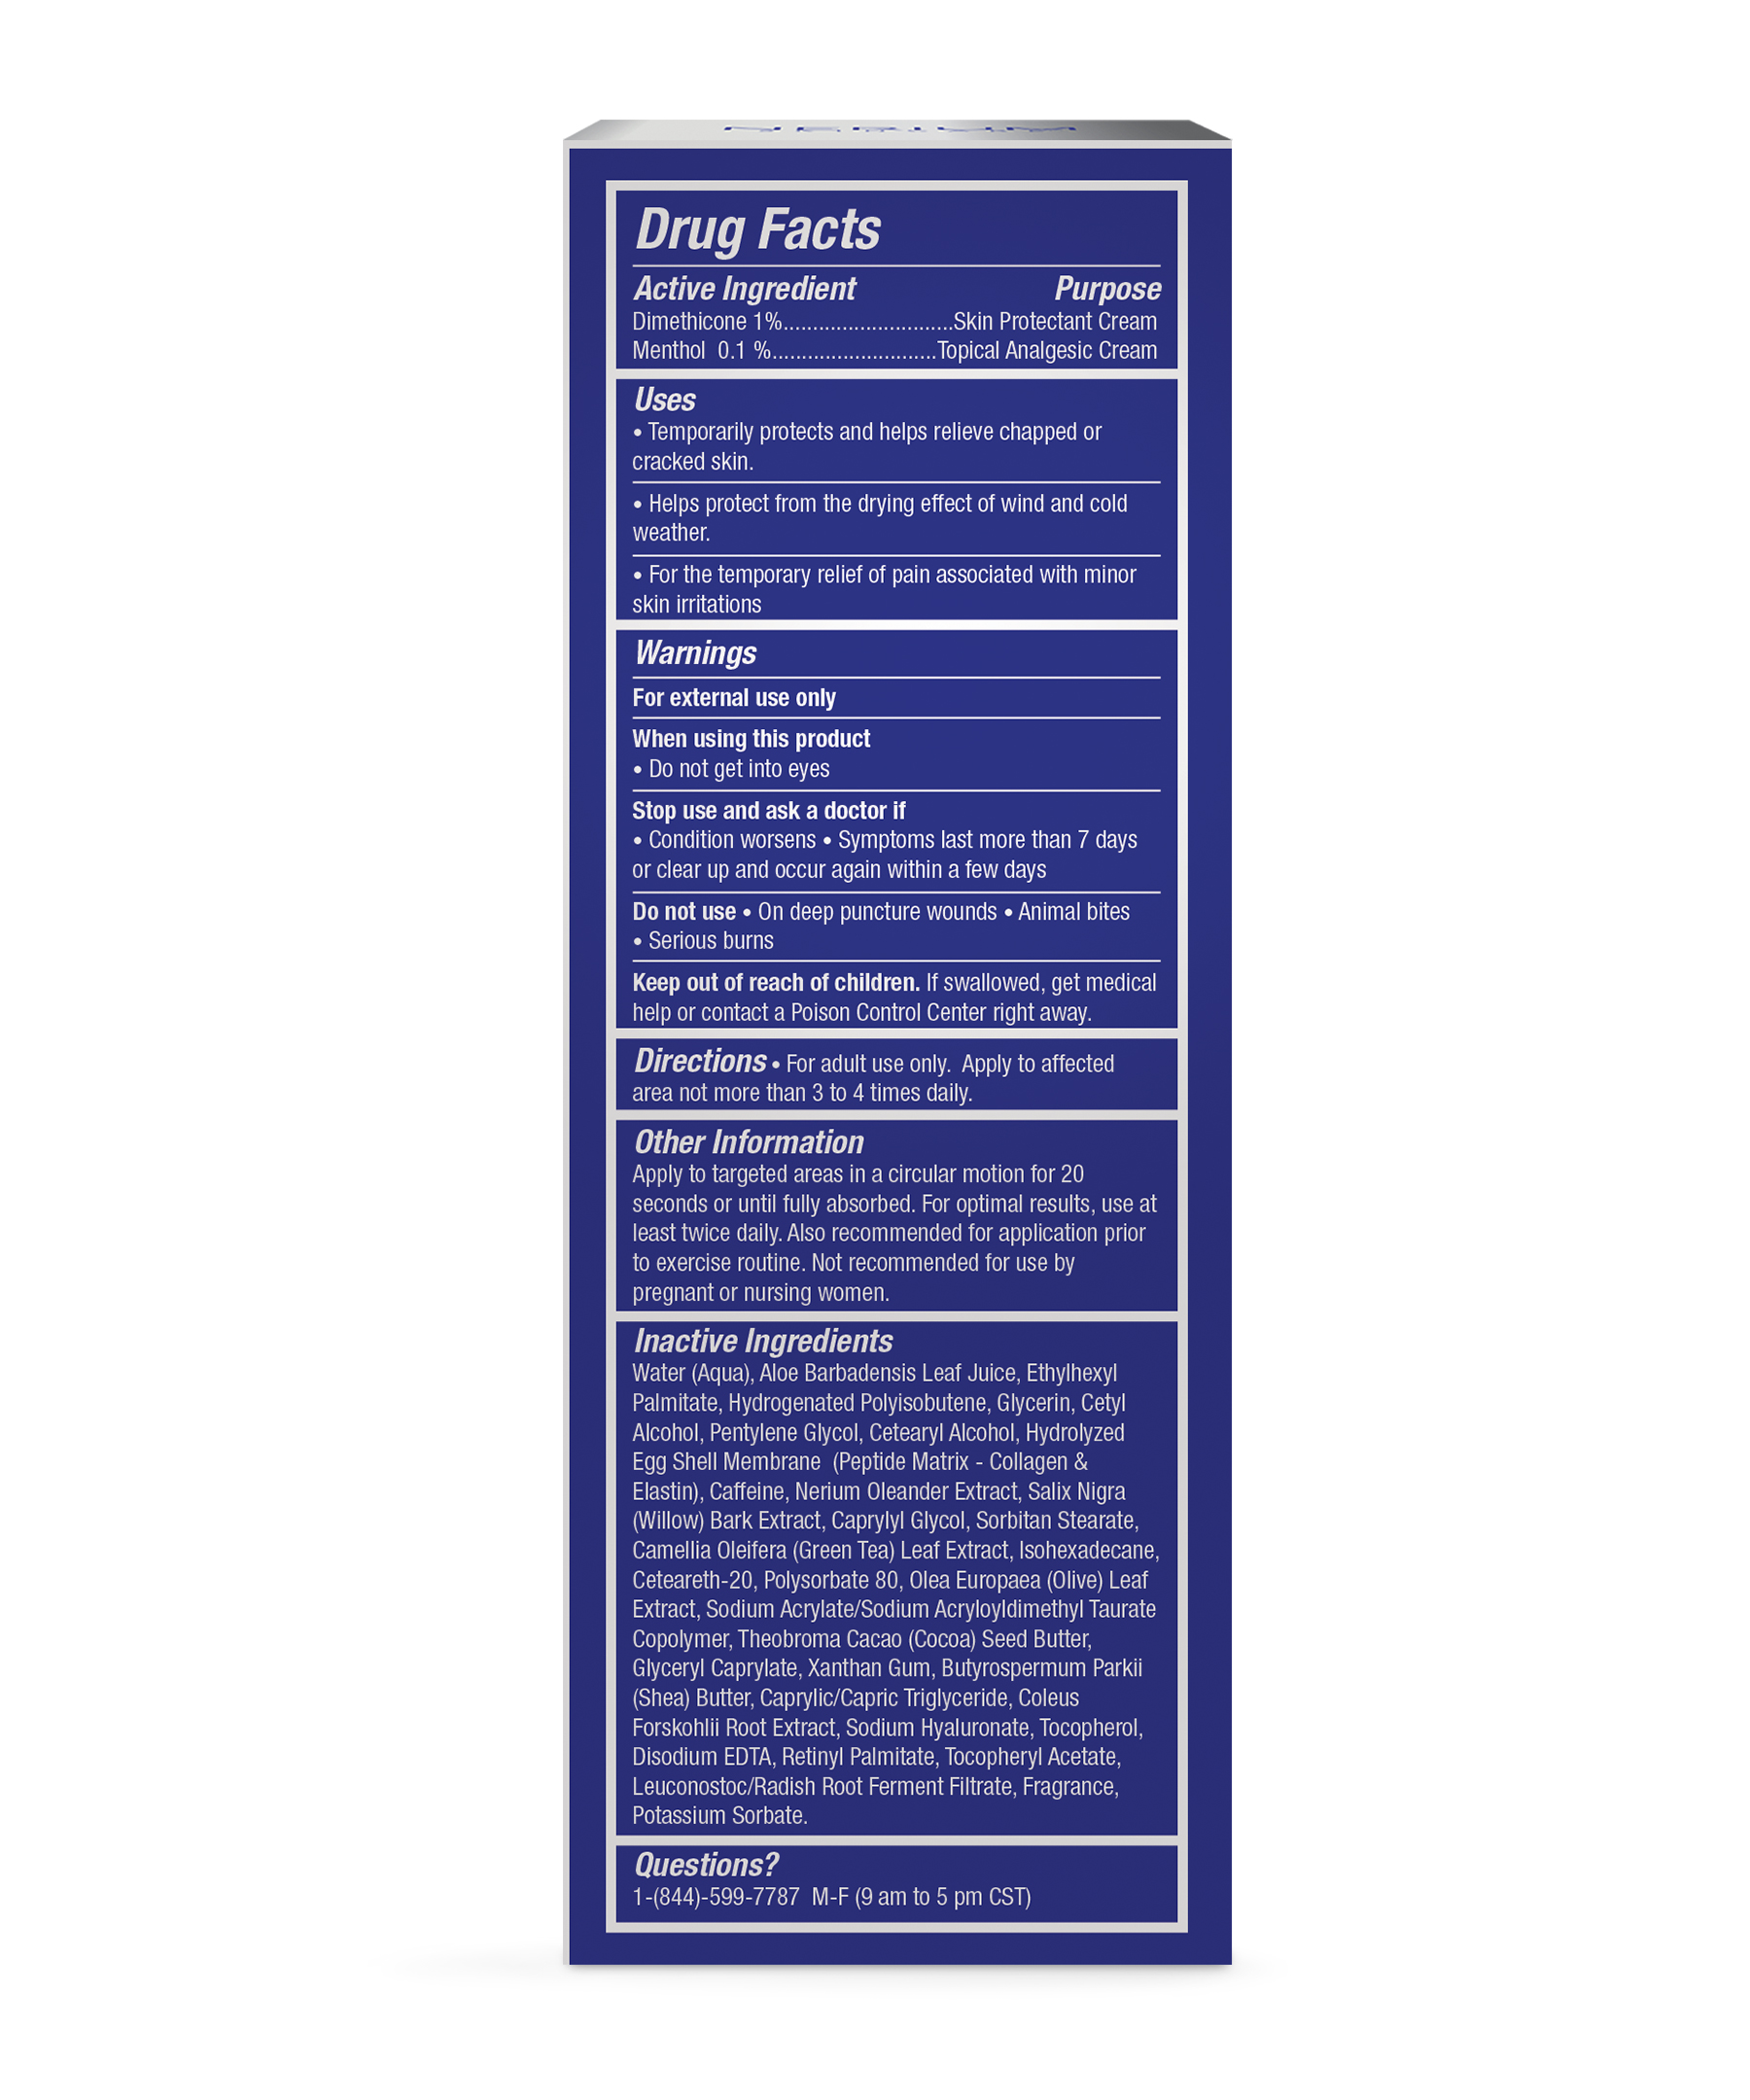 NERIUM
Drug Facts
Active Ingredient Purpose
Dimethicone 1%.............................Skin Protectant Cream
Menthol  0.1 %............................Topical Analgesic Cream
Uses
• Temporarily protects and helps relieve chapped or
cracked skin.
• Helps protect from the drying effect of wind and cold
weather.
• For the temporary relief of pain associated with minor
skin irritations
Warnings
For external use only
When using this product
• Do not get into eyes
Stop use and ask a doctor if
• Condition worsens • Symptoms last more than 7 days
or clear up and occur again within a few days
Do not use • On deep puncture wounds • Animal bites
• Serious burns
Keep out of reach of children. If swallowed, get medical
help or contact a Poison Control Center right away.
Directions • For adult use only.  Apply to affected
area not more than 3 to 4 times daily.
Other Information
Apply to targeted areas in a circular motion for 20
seconds or until fully absorbed. For optimal results, use at
least twice daily. Also recommended for application prior
to exercise routine. Not recommended for use by
pregnant or nursing women.
Inactive Ingredients
Water (Aqua), Aloe Barbadensis Leaf Juice, Ethylhexyl
Palmitate, Hydrogenated Polyisobutene, Glycerin, Cetyl
Alcohol, Pentylene Glycol, Cetearyl Alcohol, Hydrolyzed
Egg Shell Membrane  (Peptide Matrix - Collagen &
Elastin), Caffeine, Nerium Oleander Extract, Salix Nigra
(Willow) Bark Extract, Caprylyl Glycol, Sorbitan Stearate,
Camellia Oleifera (Green Tea) Leaf Extract, Isohexadecane,
Ceteareth-20, Polysorbate 80, Olea Europaea (Olive) Leaf
Extract, Sodium Acrylate/Sodium Acryloyldimethyl Taurate
Copolymer, Theobroma Cacao (Cocoa) Seed Butter,
Glyceryl Caprylate, Xanthan Gum, Butyrospermum Parkii
(Shea) Butter, Caprylic/Capric Triglyceride, Coleus
Forskohlii Root Extract, Sodium Hyaluronate, Tocopherol,
Disodium EDTA, Retinyl Palmitate, Tocopheryl Acetate,
Leuconostoc/Radish Root Ferment Filtrate, Fragrance,
Potassium Sorbate.
Questions?
1-(844)-599-7787  M-F (9 am to 5 pm CST)